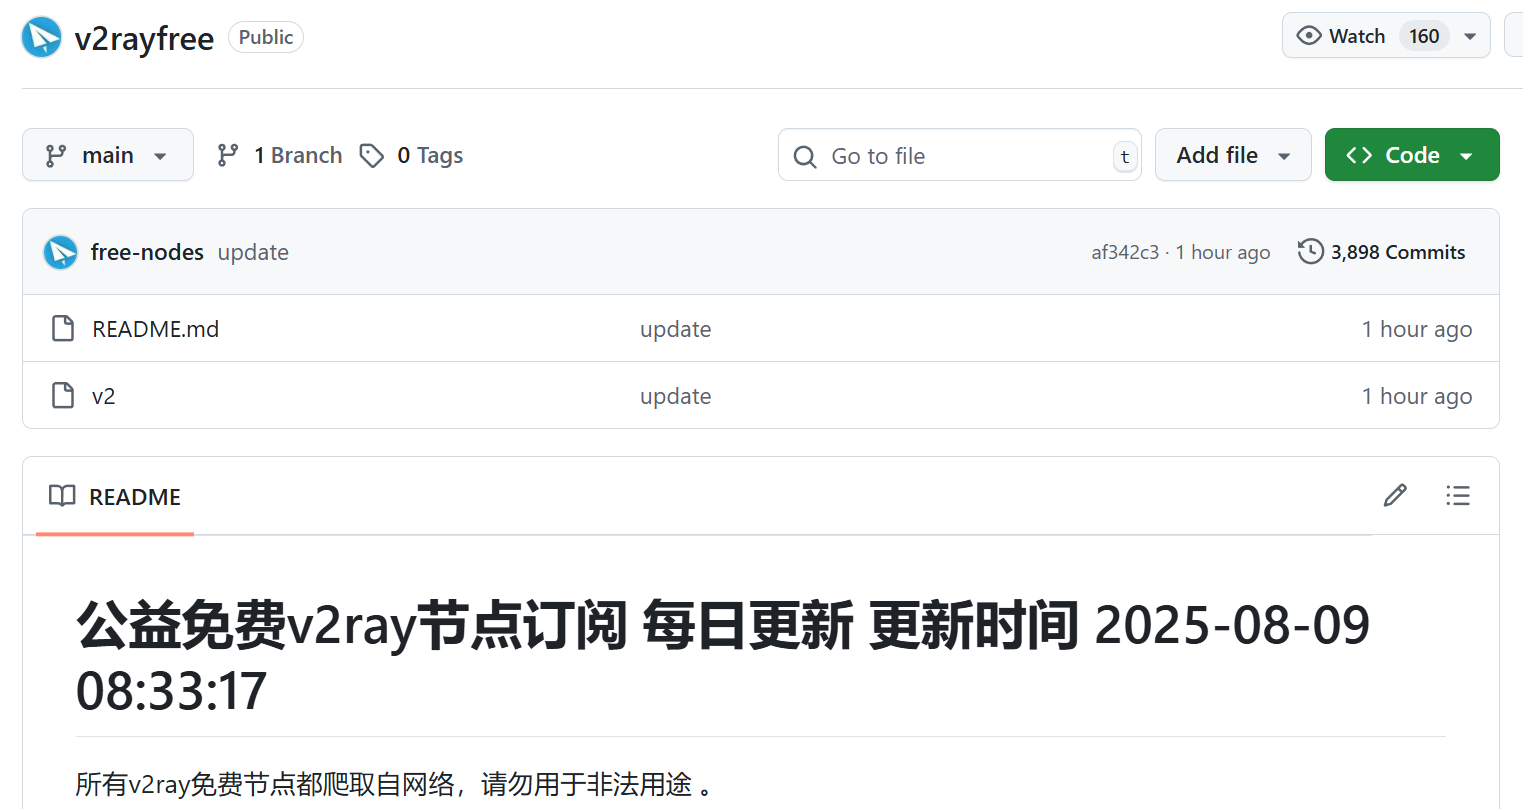 v2rayfree Public Watch 160
main 1 Branch 0 Tags Go to file t Add file Code
free-nodes update af342c3 · 1 hour ago 3,898 Commits
README.md update 1 hour ago
v2 update 1 hour ago
README
公益免费v2ray节点订阅 每日更新 更新时间 2025-08-09
08:33:17
所有v2ray免费节点都爬取自网络，请勿用于非法用途 。